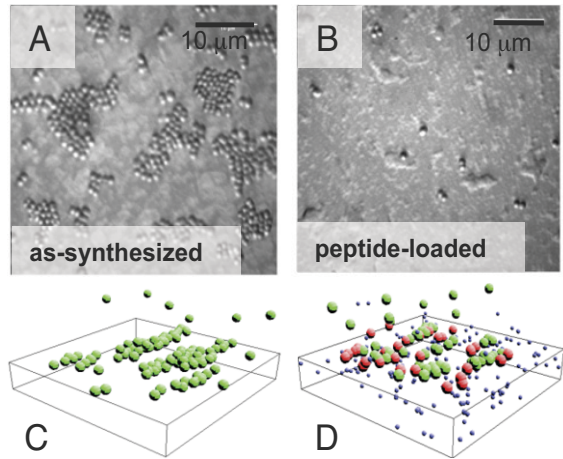 A
10 μm
as-synthesized
B
10 μm
peptide-loaded
C
D